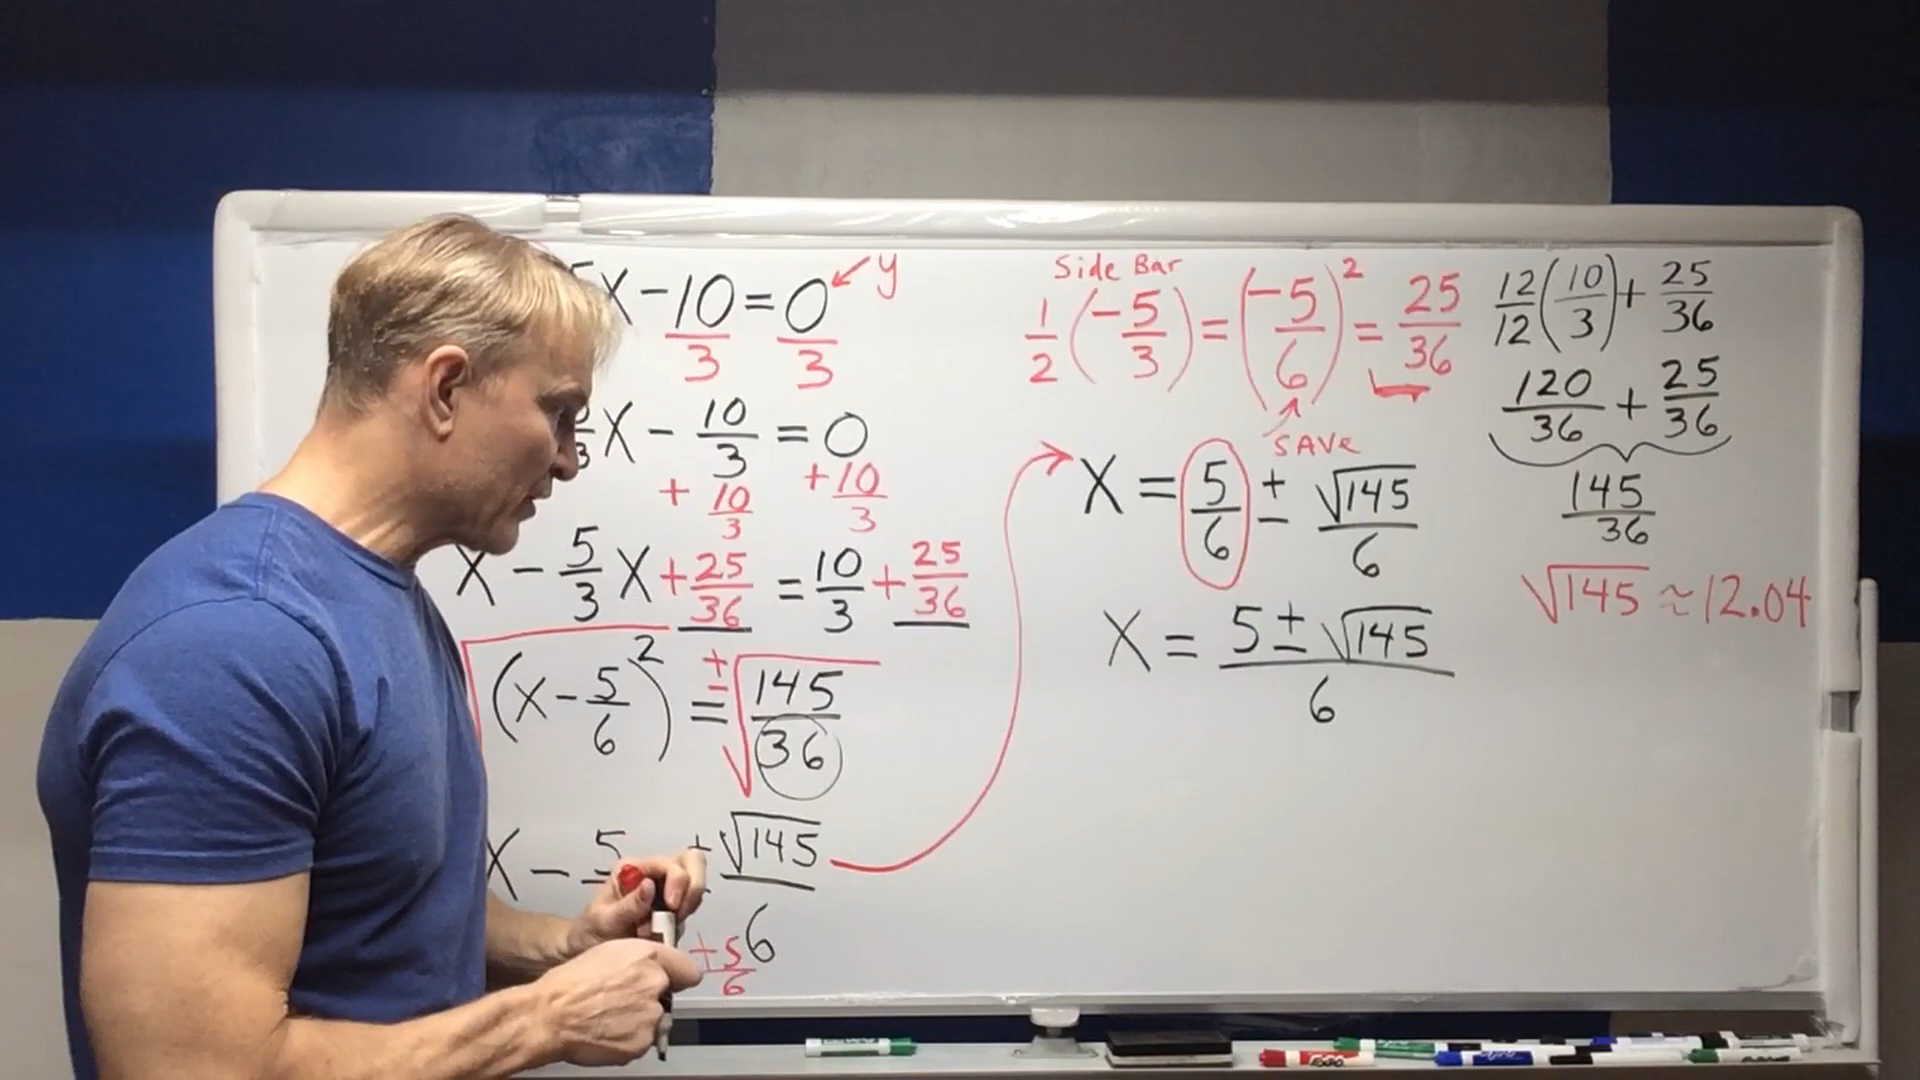 5x - 10 = 0 ← y
3 3
3 x - 10/3 = 0
+ 10/3 + 10/3
x - 5/3 x + 25/36 = 10/3 + 25/36
(x - 5/6)² = ± √145/36
x - 5 ± √145
6
+ 5/6
Side Bar
1/2 (-5/3) = (-5/6)² = 25/36
SAVE
x = 5/6 ± √145/6
x = 5 ± √145
6
12/12 (10/3) + 25/36
120/36 + 25/36
145/36
√145 ≈ 12.04